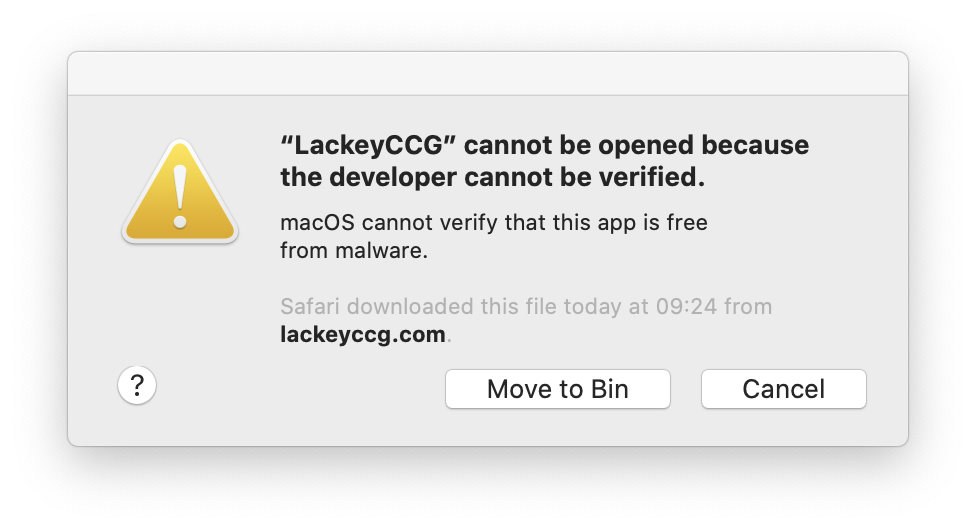 “LackeyCCG” cannot be opened because
the developer cannot be verified.
macOS cannot verify that this app is free
from malware.
Safari downloaded this file today at 09:24 from
lackeyccg.com.
?
Move to Bin
Cancel